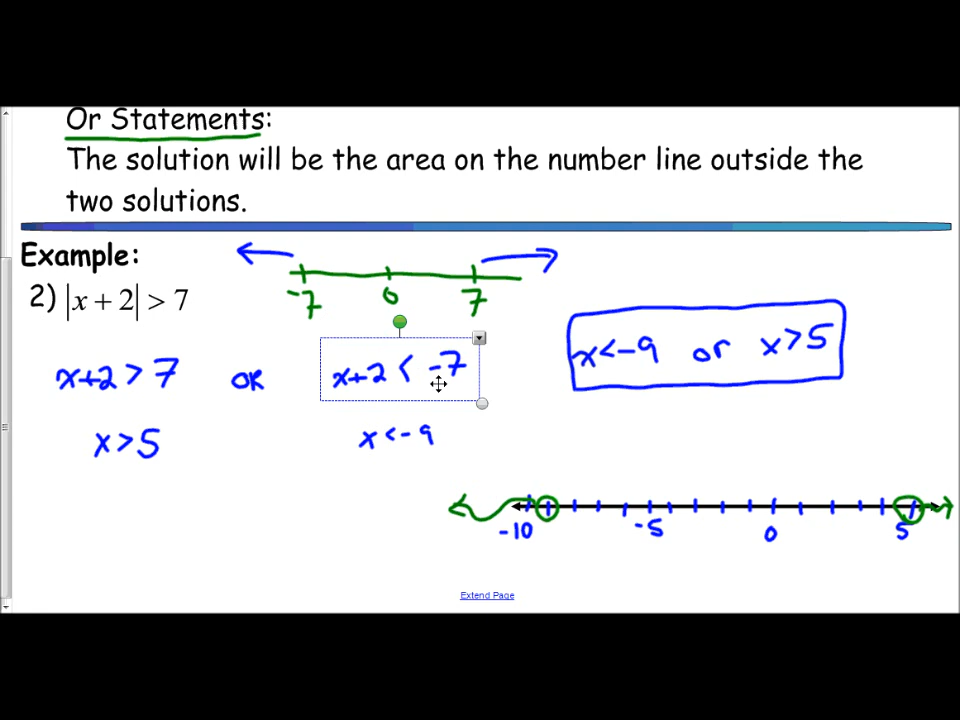 Or Statements:
The solution will be the area on the number line outside the
two solutions.
Example:
2) |x + 2| > 7
-7 0 7
x+2 > 7 OR x+2 < -7
x < -9 or x > 5
x > 5 x < -9
-10 -5 0 5
Extend Page